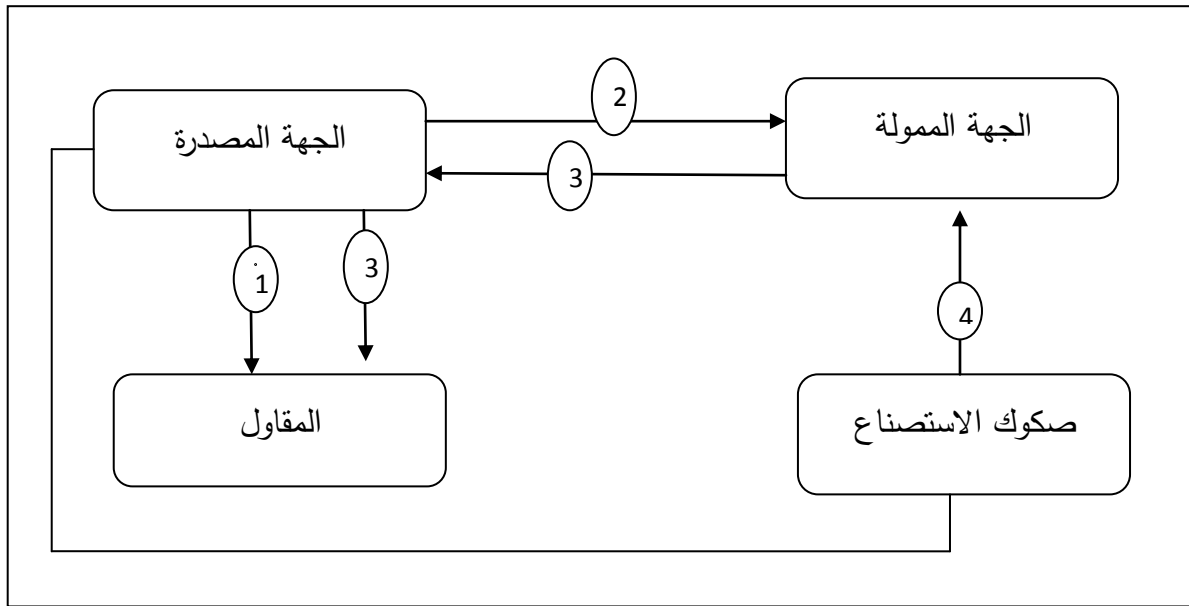 الجهة المصدرة
2
الجهة الممولة
3
1
3
4
المقاول
صكوك الاستصناع